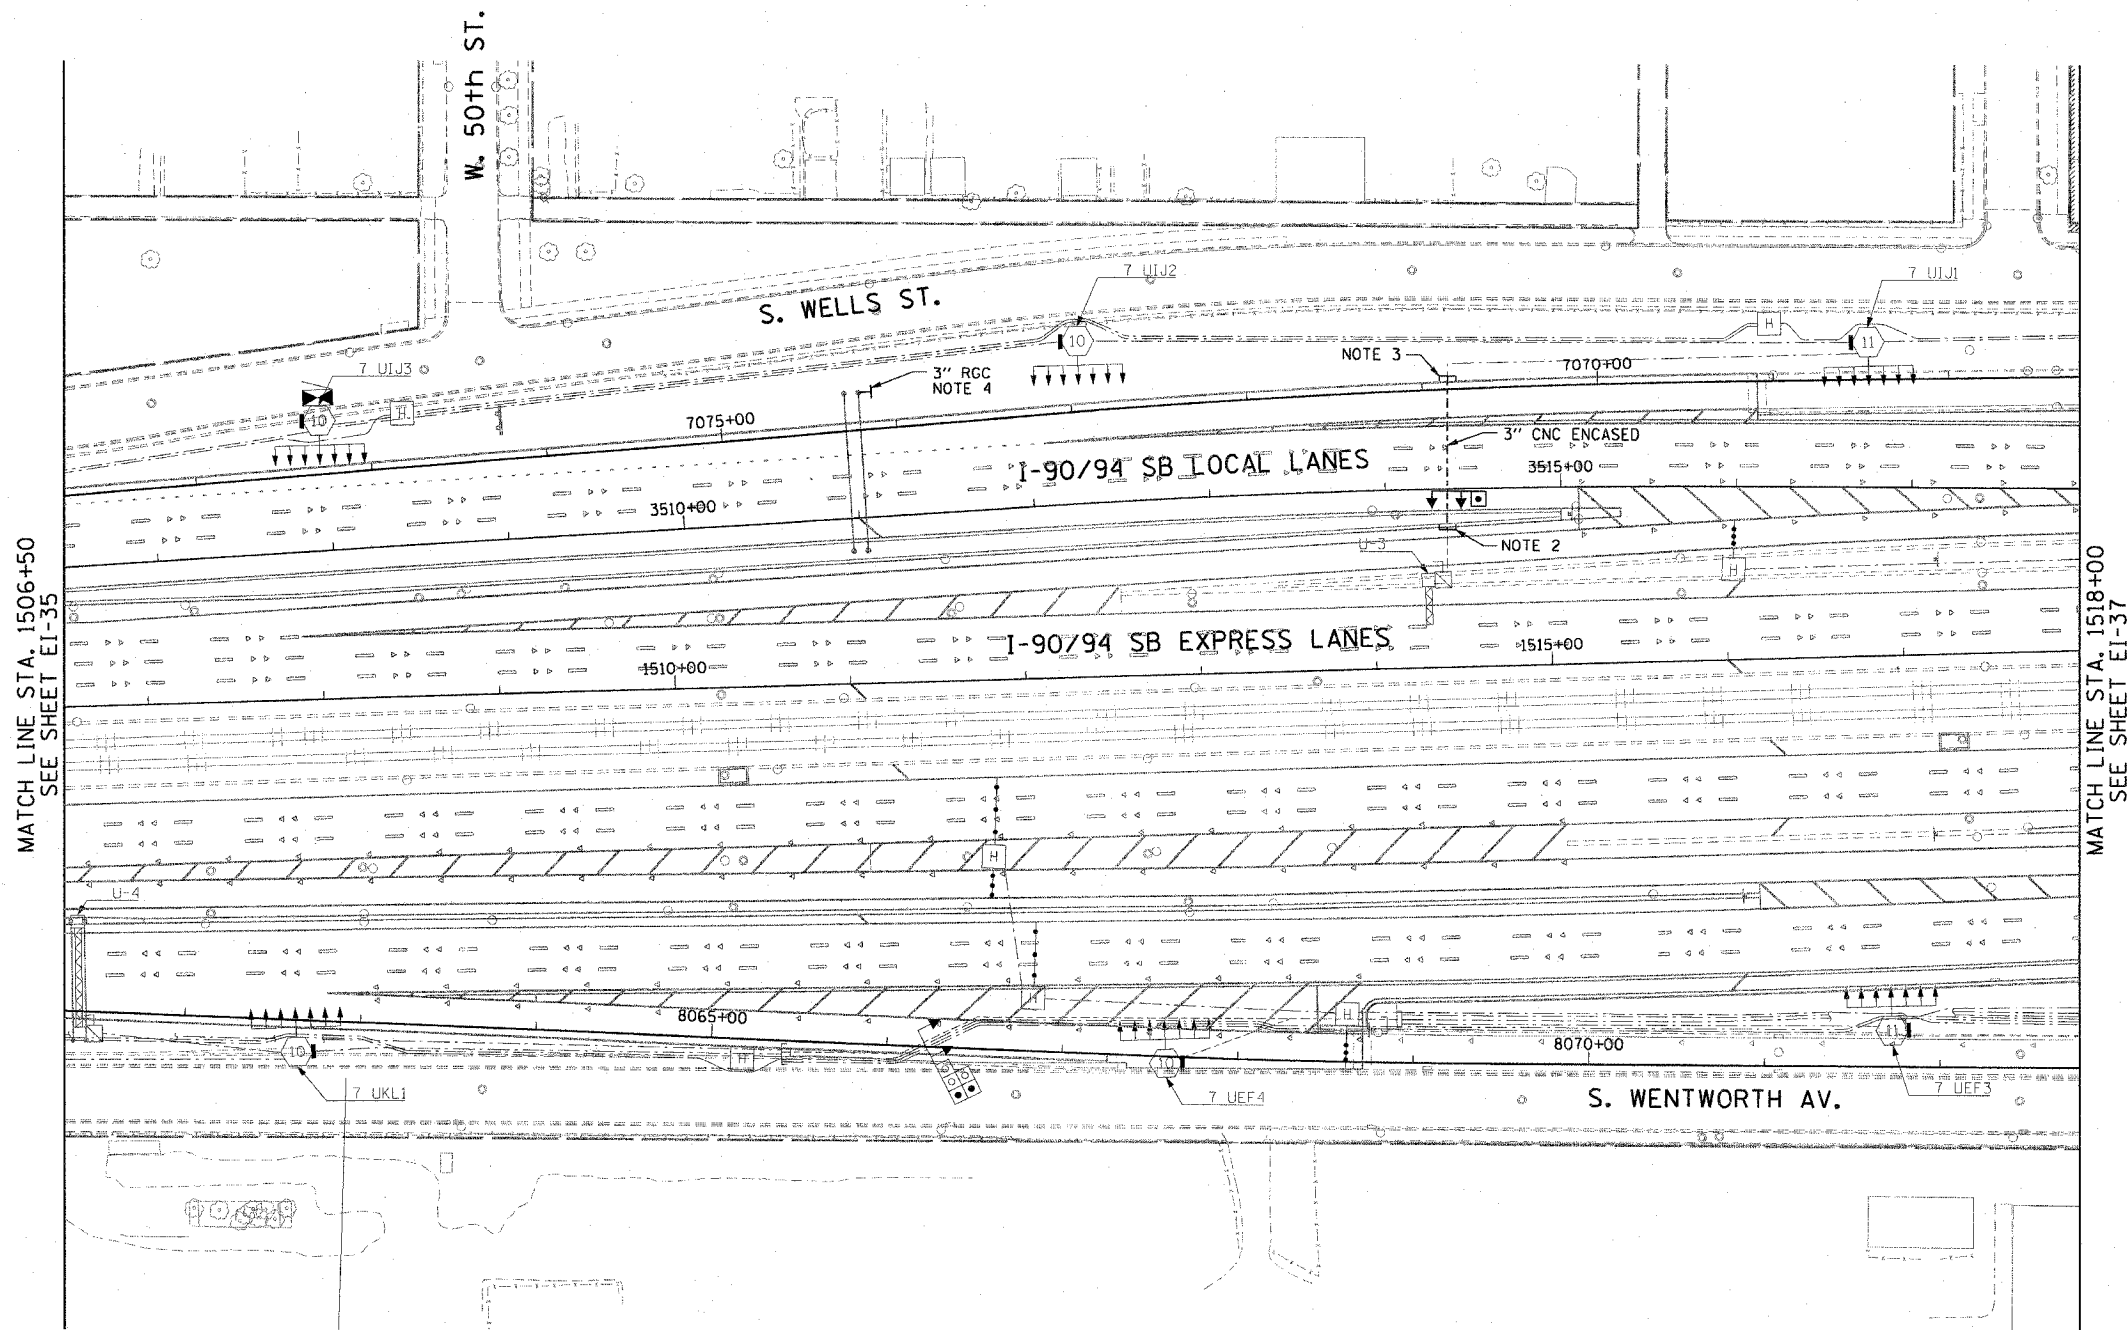 W. 50th ST.
7 UIJ2
7 UIJ1
S. WELLS ST.
H
10
11
NOTE 3
7070+00
7 UIJ3
3" RGC
NOTE 4
10
H
7075+00
3" CNC ENCASED
I-90/94 SB LOCAL LANES
3515+00
3510+00
NOTE 2
U-3
H
MATCH LINE STA. 1506+50
SEE SHEET EI-35
MATCH LINE STA. 1518+00
SEE SHEET EI-37
I-90/94 SB EXPRESS LANES
1515+00
1510+00
H
U-4
H
8065+00
H
10
H
10
11
8070+00
7 UKL1
7 UEF4
7 UEF3
S. WENTWORTH AV.